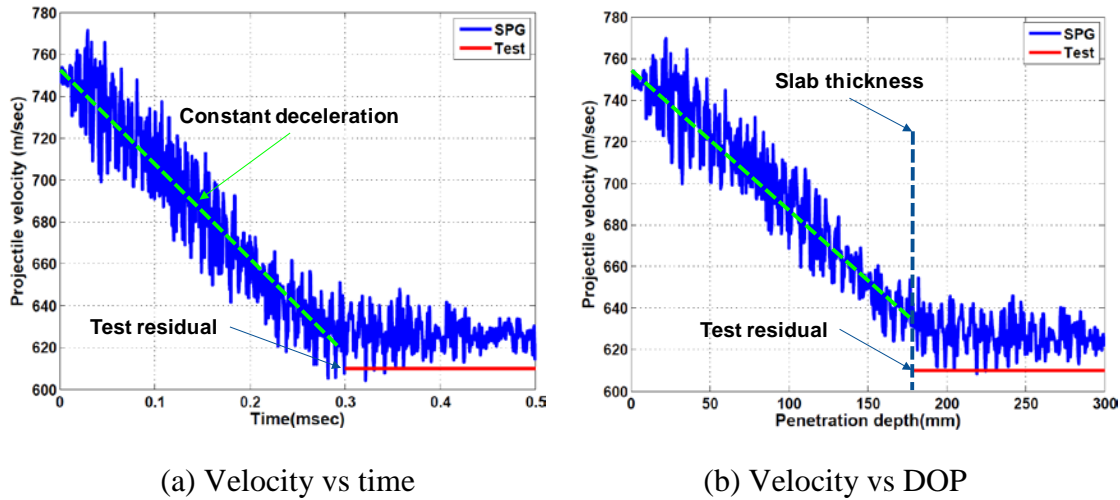 780
760
740
720
700
680
660
640
620
600
0
0.1
0.2
0.3
0.4
0.5
Projectile velocity (m/sec)
Time(msec)
SPG
Test
Constant deceleration
Test residual
(a) Velocity vs time
780
760
740
720
700
680
660
640
620
600
0
50
100
150
200
250
300
Projectile velocity (m/sec)
Penetration depth(mm)
SPG
Test
Slab thickness
Test residual
(b) Velocity vs DOP